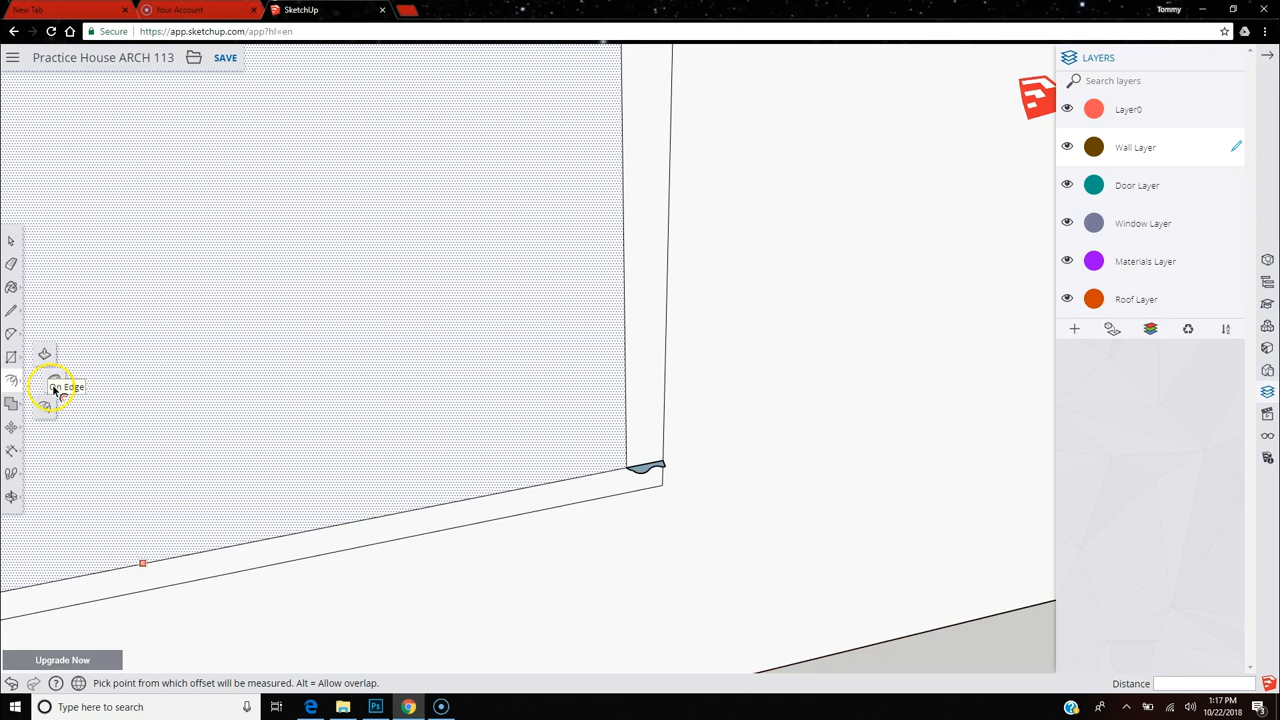 New Tab
Your Account
SketchUp
Tommy
Secure
https://app.sketchup.com/app?hl=en
Practice House ARCH 113
SAVE
LAYERS
Search layers
Layer0
Wall Layer
Door Layer
Window Layer
Materials Layer
Roof Layer
On Edge
Upgrade Now
Pick point from which offset will be measured. Alt = Allow overlap.
Distance
Type here to search
Ps
1:17 PM
10/22/2018